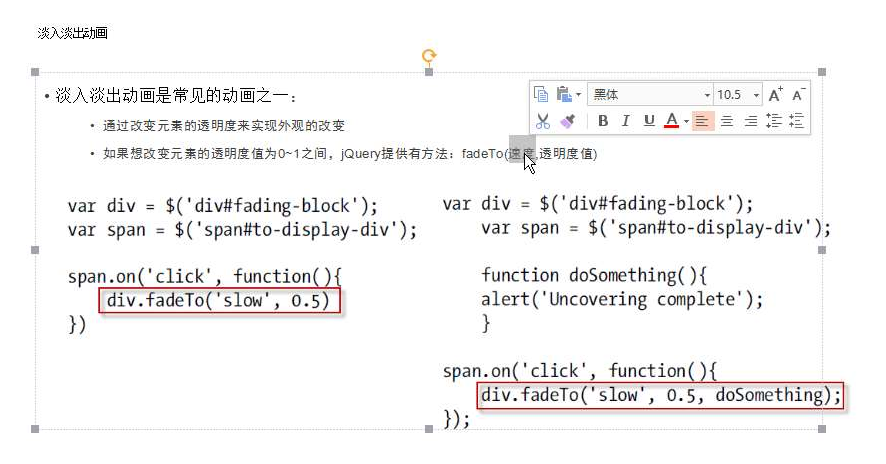 淡入淡出动画
• 淡入淡出动画是常见的动画之一：
黑体
10.5
A+ A-
B I U A
• 通过改变元素的透明度来实现外观的改变
• 如果想改变元素的透明度值为0~1之间，jQuery提供有方法：fadeTo(速度,透明度值)
var div = $('div#fading-block');
var span = $('span#to-display-div');
span.on('click', function(){
div.fadeTo('slow', 0.5)
})
var div = $('div#fading-block');
var span = $('span#to-display-div');
function doSomething(){
alert('Uncovering complete');
}
span.on('click', function(){
div.fadeTo('slow', 0.5, doSomething);
});